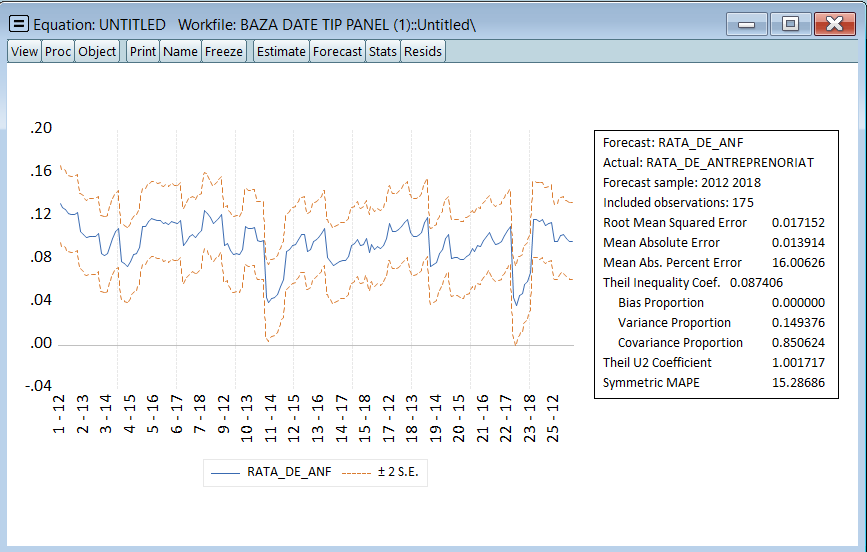 Equation: UNTITLED Workfile: BAZA DATE TIP PANEL (1)::Untitled\
View Proc Object Print Name Freeze Estimate Forecast Stats Resids
.20
.16
.12
.08
.04
.00
-.04
1 - 12
2 - 13
3 - 14
4 - 15
5 - 16
6 - 17
7 - 18
9 - 12
10 - 13
11 - 14
12 - 15
13 - 16
14 - 17
15 - 18
17 - 12
18 - 13
19 - 14
20 - 15
21 - 16
22 - 17
23 - 18
25 - 12
RATA_DE_ANF ± 2 S.E.
Forecast: RATA_DE_ANF
Actual: RATA_DE_ANTREPRENORIAT
Forecast sample: 2012 2018
Included observations: 175
Root Mean Squared Error 0.017152
Mean Absolute Error 0.013914
Mean Abs. Percent Error 16.00626
Theil Inequality Coef. 0.087406
Bias Proportion 0.000000
Variance Proportion 0.149376
Covariance Proportion 0.850624
Theil U2 Coefficient 1.001717
Symmetric MAPE 15.28686